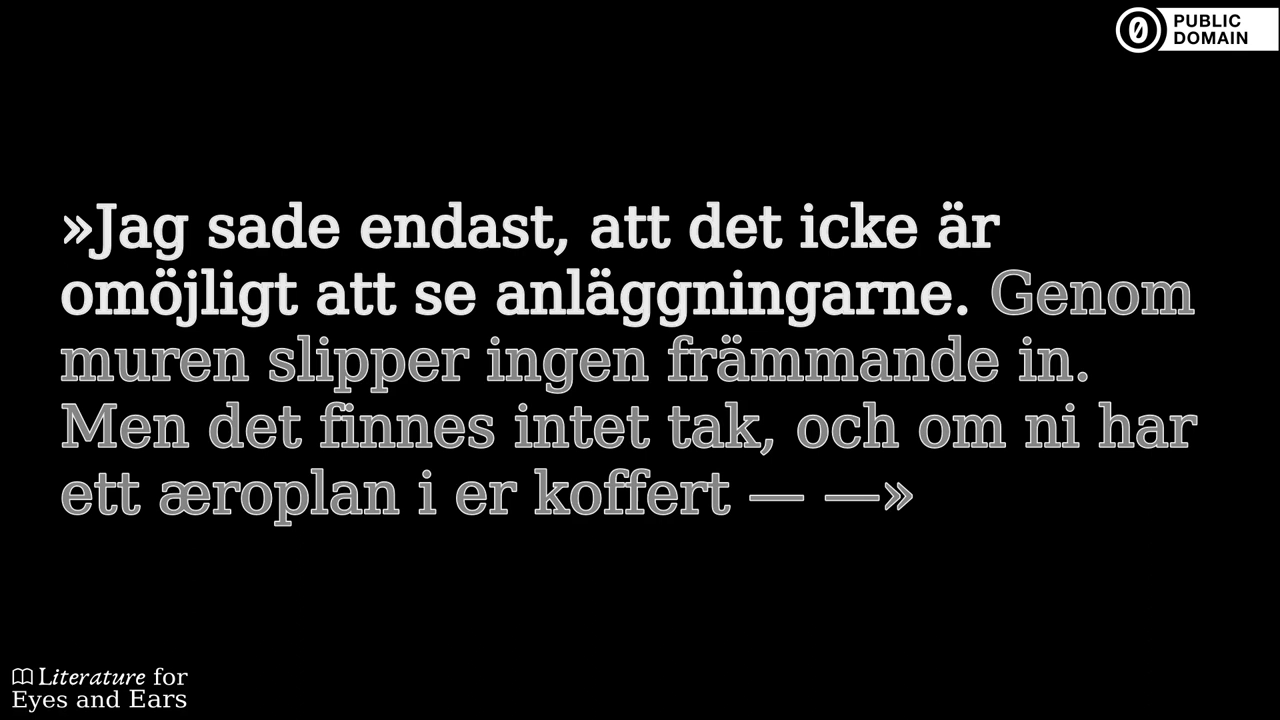 PUBLIC
DOMAIN
»Jag sade endast, att det icke är
omöjligt att se anläggningarne. Genom
muren slipper ingen främmande in.
Men det finnes intet tak, och om ni har
ett æroplan i er koffert — —»
Literature for
Eyes and Ears